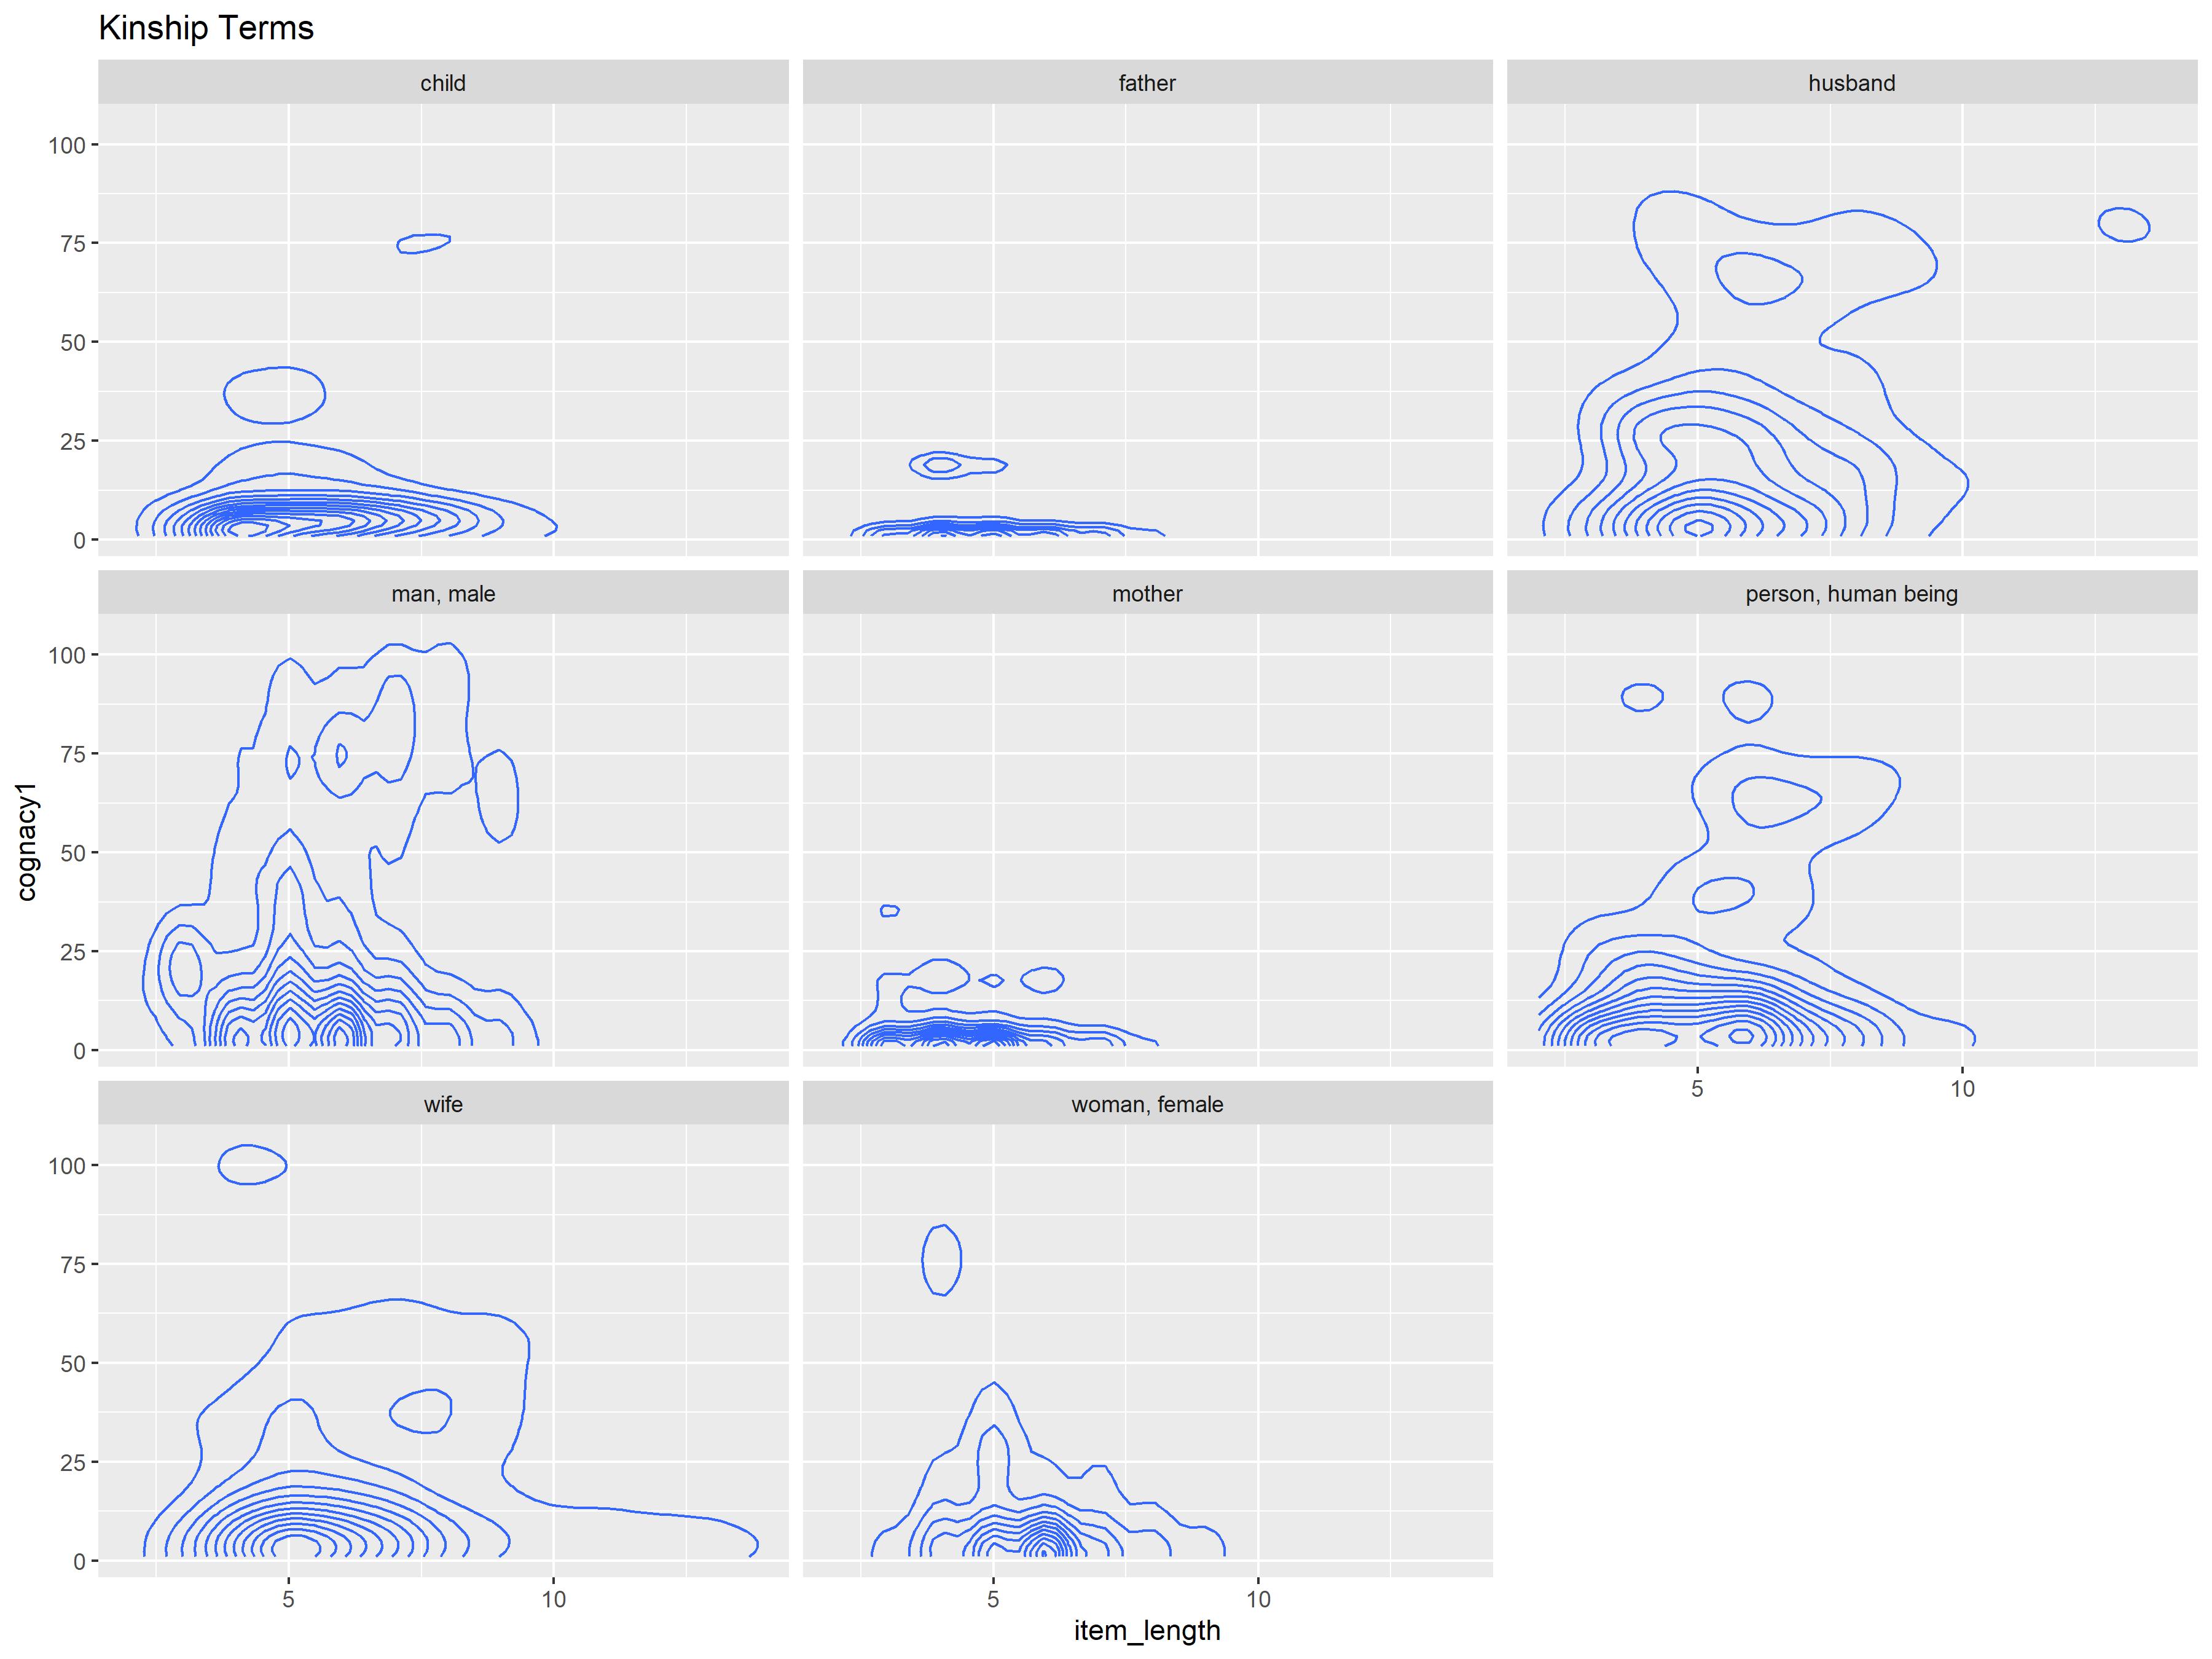 Kinship Terms
child
father
husband
100
75
50
25
0
man, male
mother
person, human being
100
75
50
25
0
5
10
wife
woman, female
100
75
50
25
0
5
10
5
10
item_length
cognacy1